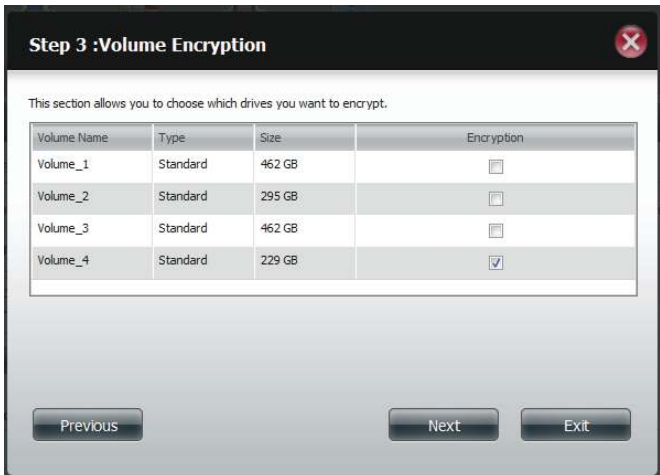 Step 3 :Volume Encryption
This section allows you to choose which drives you want to encrypt.
Volume Name Type Size Encryption
Volume_1 Standard 462 GB
Volume_2 Standard 295 GB
Volume_3 Standard 462 GB
Volume_4 Standard 229 GB
Previous Next Exit